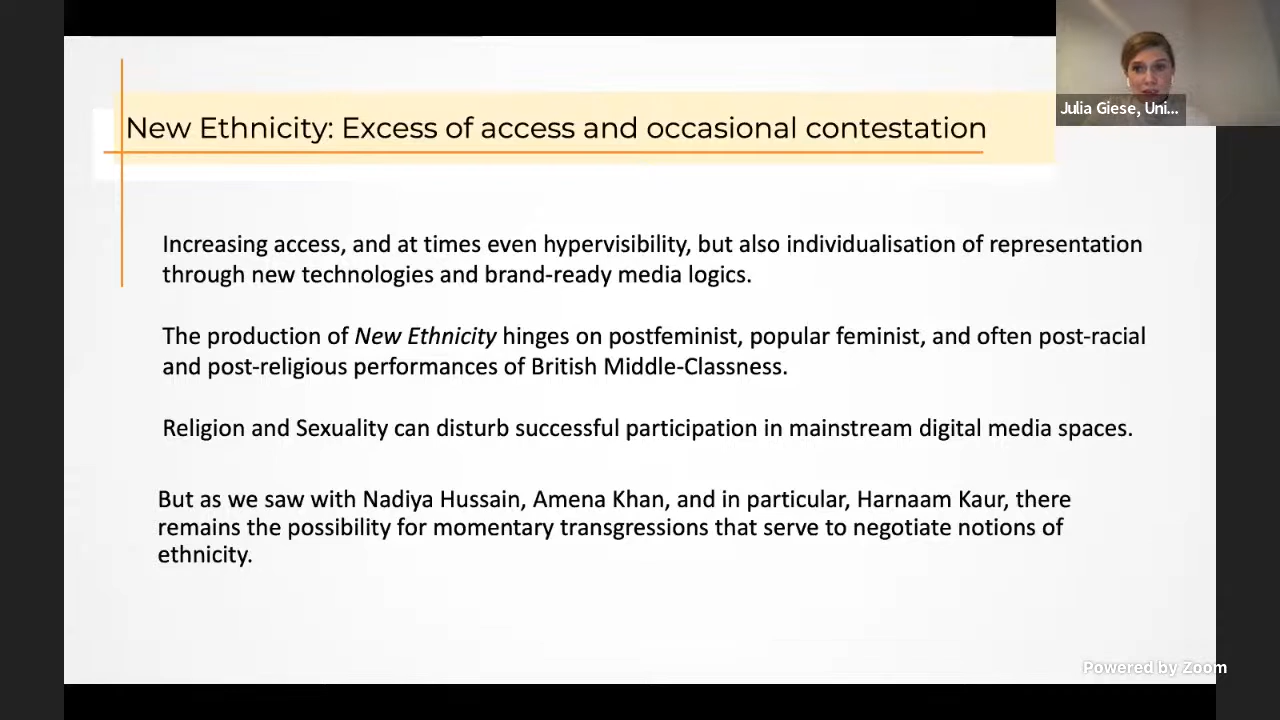 New Ethnicity: Excess of access and occasional contestation
Julia Giese, Uni...
Increasing access, and at times even hypervisibility, but also individualisation of representation
through new technologies and brand-ready media logics.
The production of New Ethnicity hinges on postfeminist, popular feminist, and often post-racial
and post-religious performances of British Middle-Classness.
Religion and Sexuality can disturb successful participation in mainstream digital media spaces.
But as we saw with Nadiya Hussain, Amena Khan, and in particular, Harnaam Kaur, there
remains the possibility for momentary transgressions that serve to negotiate notions of
ethnicity.
Powered by Zoom